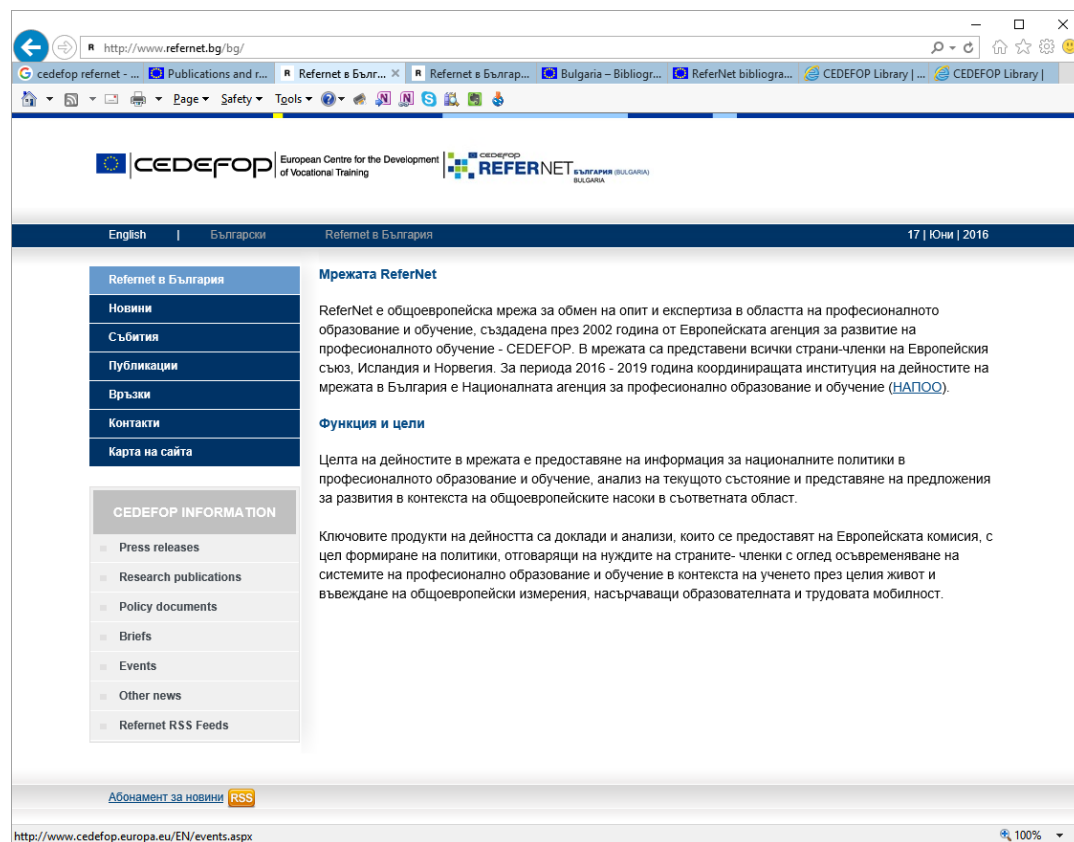 http://www.refernet.bg/bg/
cedefop refernet - ... Publications and r... Refernet в Бълг... Refernet в Българ... Bulgaria – Bibliogr... ReferNet bibliogra... CEDEFOP Library | ... CEDEFOP Library |
Page Safety Tools
CEDEFOP European Centre for the Development of Vocational Training
CEDEFOP
REFERNET БЪЛГАРИЯ (BULGARIA)
BULGARIA
English | Български Refernet в България 17 | Юни | 2016
Refernet в България
Новини
Събития
Публикации
Връзки
Контакти
Карта на сайта
CEDEFOP INFORMATION
Press releases
Research publications
Policy documents
Briefs
Events
Other news
Refernet RSS Feeds
Мрежата ReferNet
ReferNet е общоевропейска мрежа за обмен на опит и експертиза в областта на професионалното
образование и обучение, създадена през 2002 година от Европейската агенция за развитие на
професионалното обучение - CEDEFOP. В мрежата са представени всички страни-членки на Европейския
съюз, Исландия и Норвегия. За периода 2016 - 2019 година координиращата институция на дейностите на
мрежата в България е Националната агенция за професионално образование и обучение (НАПОО).
Функция и цели
Целта на дейностите в мрежата е предоставяне на информация за националните политики в
професионалното образование и обучение, анализ на текущото състояние и представяне на предложения
за развития в контекста на общоевропейските насоки в съответната област.
Ключовите продукти на дейността са доклади и анализи, които се предоставят на Европейската комисия, с
цел формиране на политики, отговарящи на нуждите на страните- членки с оглед осъвременяване на
системите на професионално образование и обучение в контекста на ученето през целия живот и
въвеждане на общоевропейски измерения, насърчаващи образователната и трудовата мобилност.
Абонамент за новини RSS
http://www.cedefop.europa.eu/EN/events.aspx 100%